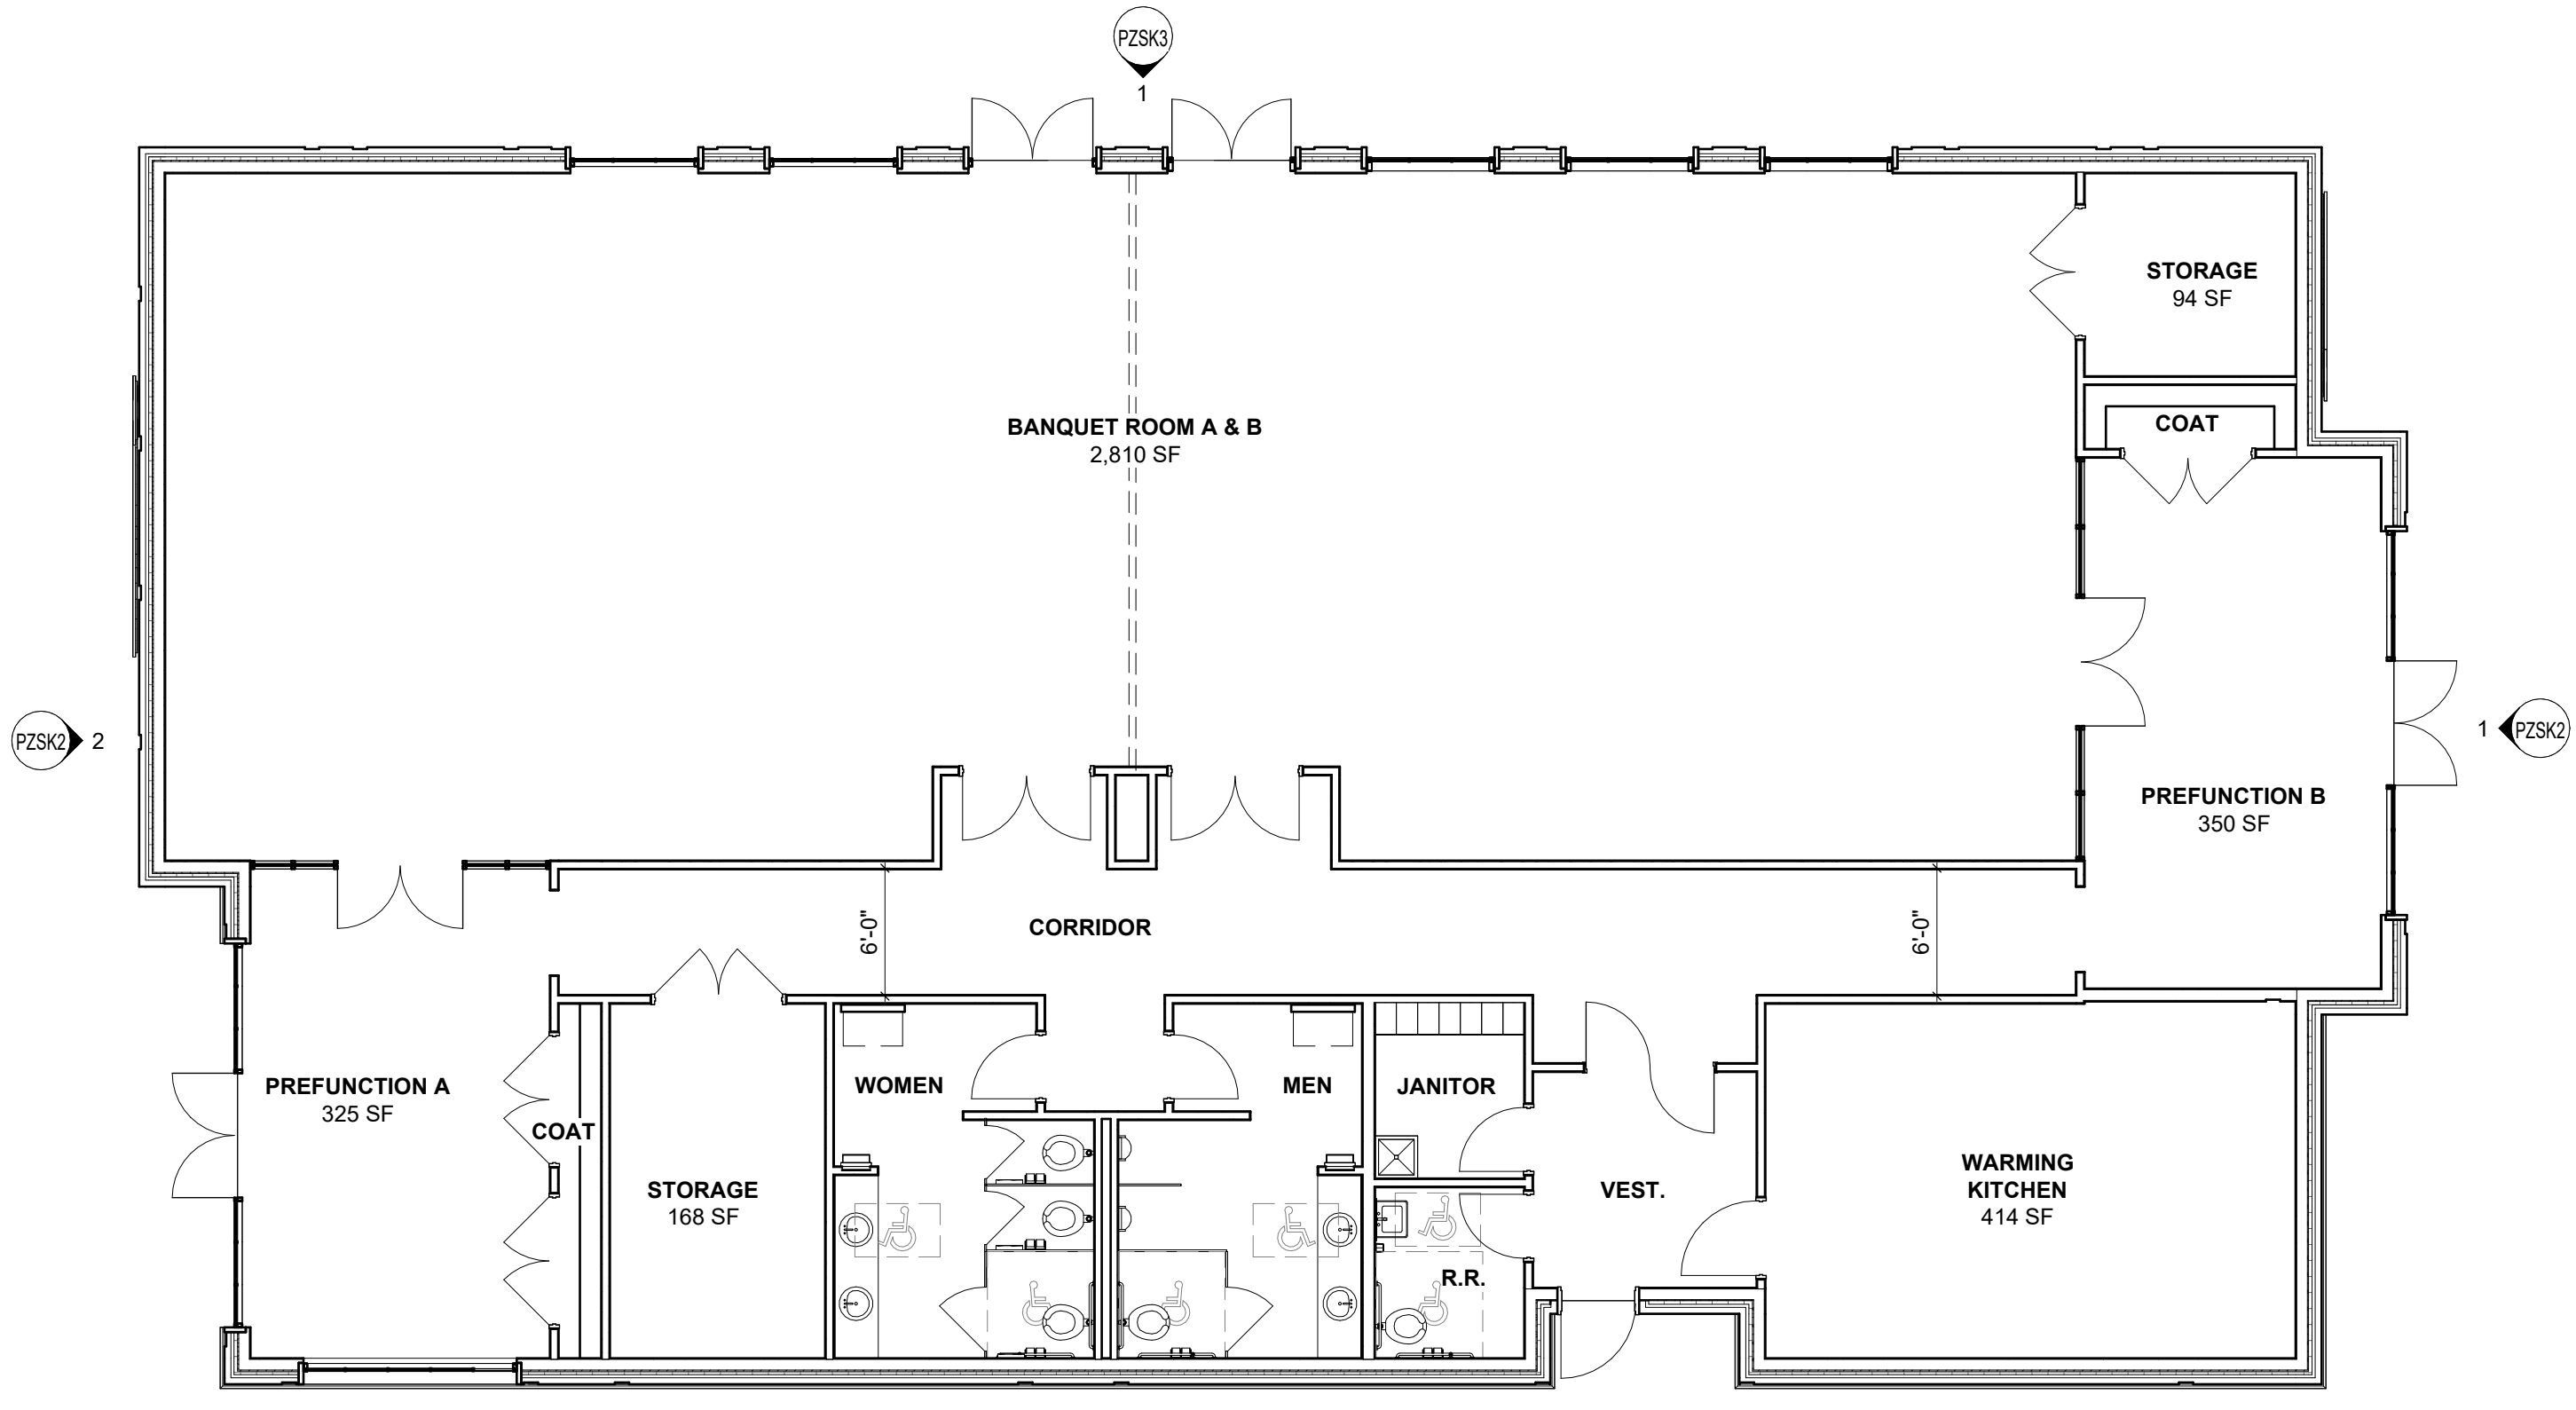 PZSK3
1
STORAGE
94 SF
COAT
BANQUET ROOM A & B
2,810 SF
PZSK2 2
1 PZSK2
PREFUNCTION B
350 SF
6'-0"
CORRIDOR
6'-0"
PREFUNCTION A
325 SF
WOMEN
MEN
JANITOR
COAT
STORAGE
168 SF
VEST.
WARMING
KITCHEN
414 SF
R.R.